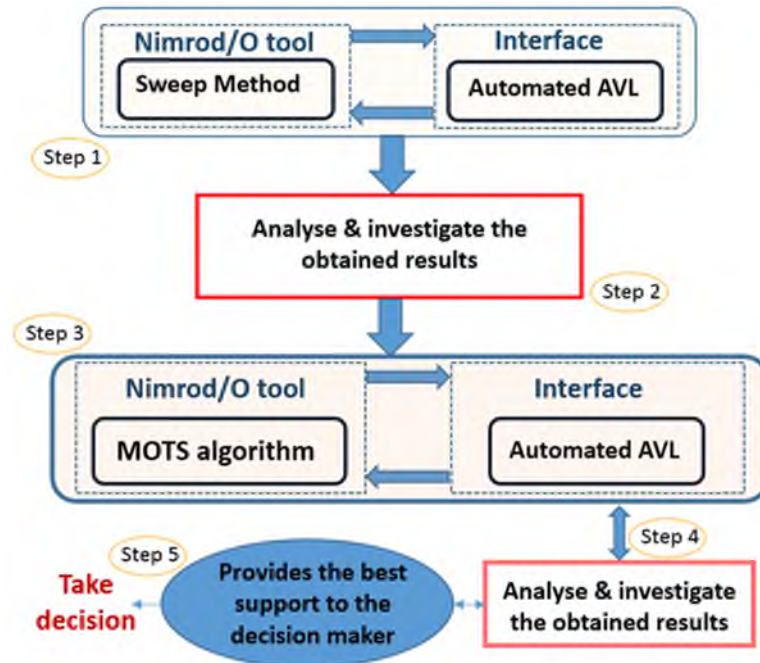 Nimrod/O tool
Interface
Sweep Method
Automated AVL
Step 1
Analyse & investigate the
obtained results
Step 2
Step 3
Nimrod/O tool
Interface
MOTS algorithm
Automated AVL
Step 4
Step 5
Take
decision
Provides the best
support to the
decision maker
Analyse & investigate
the obtained results